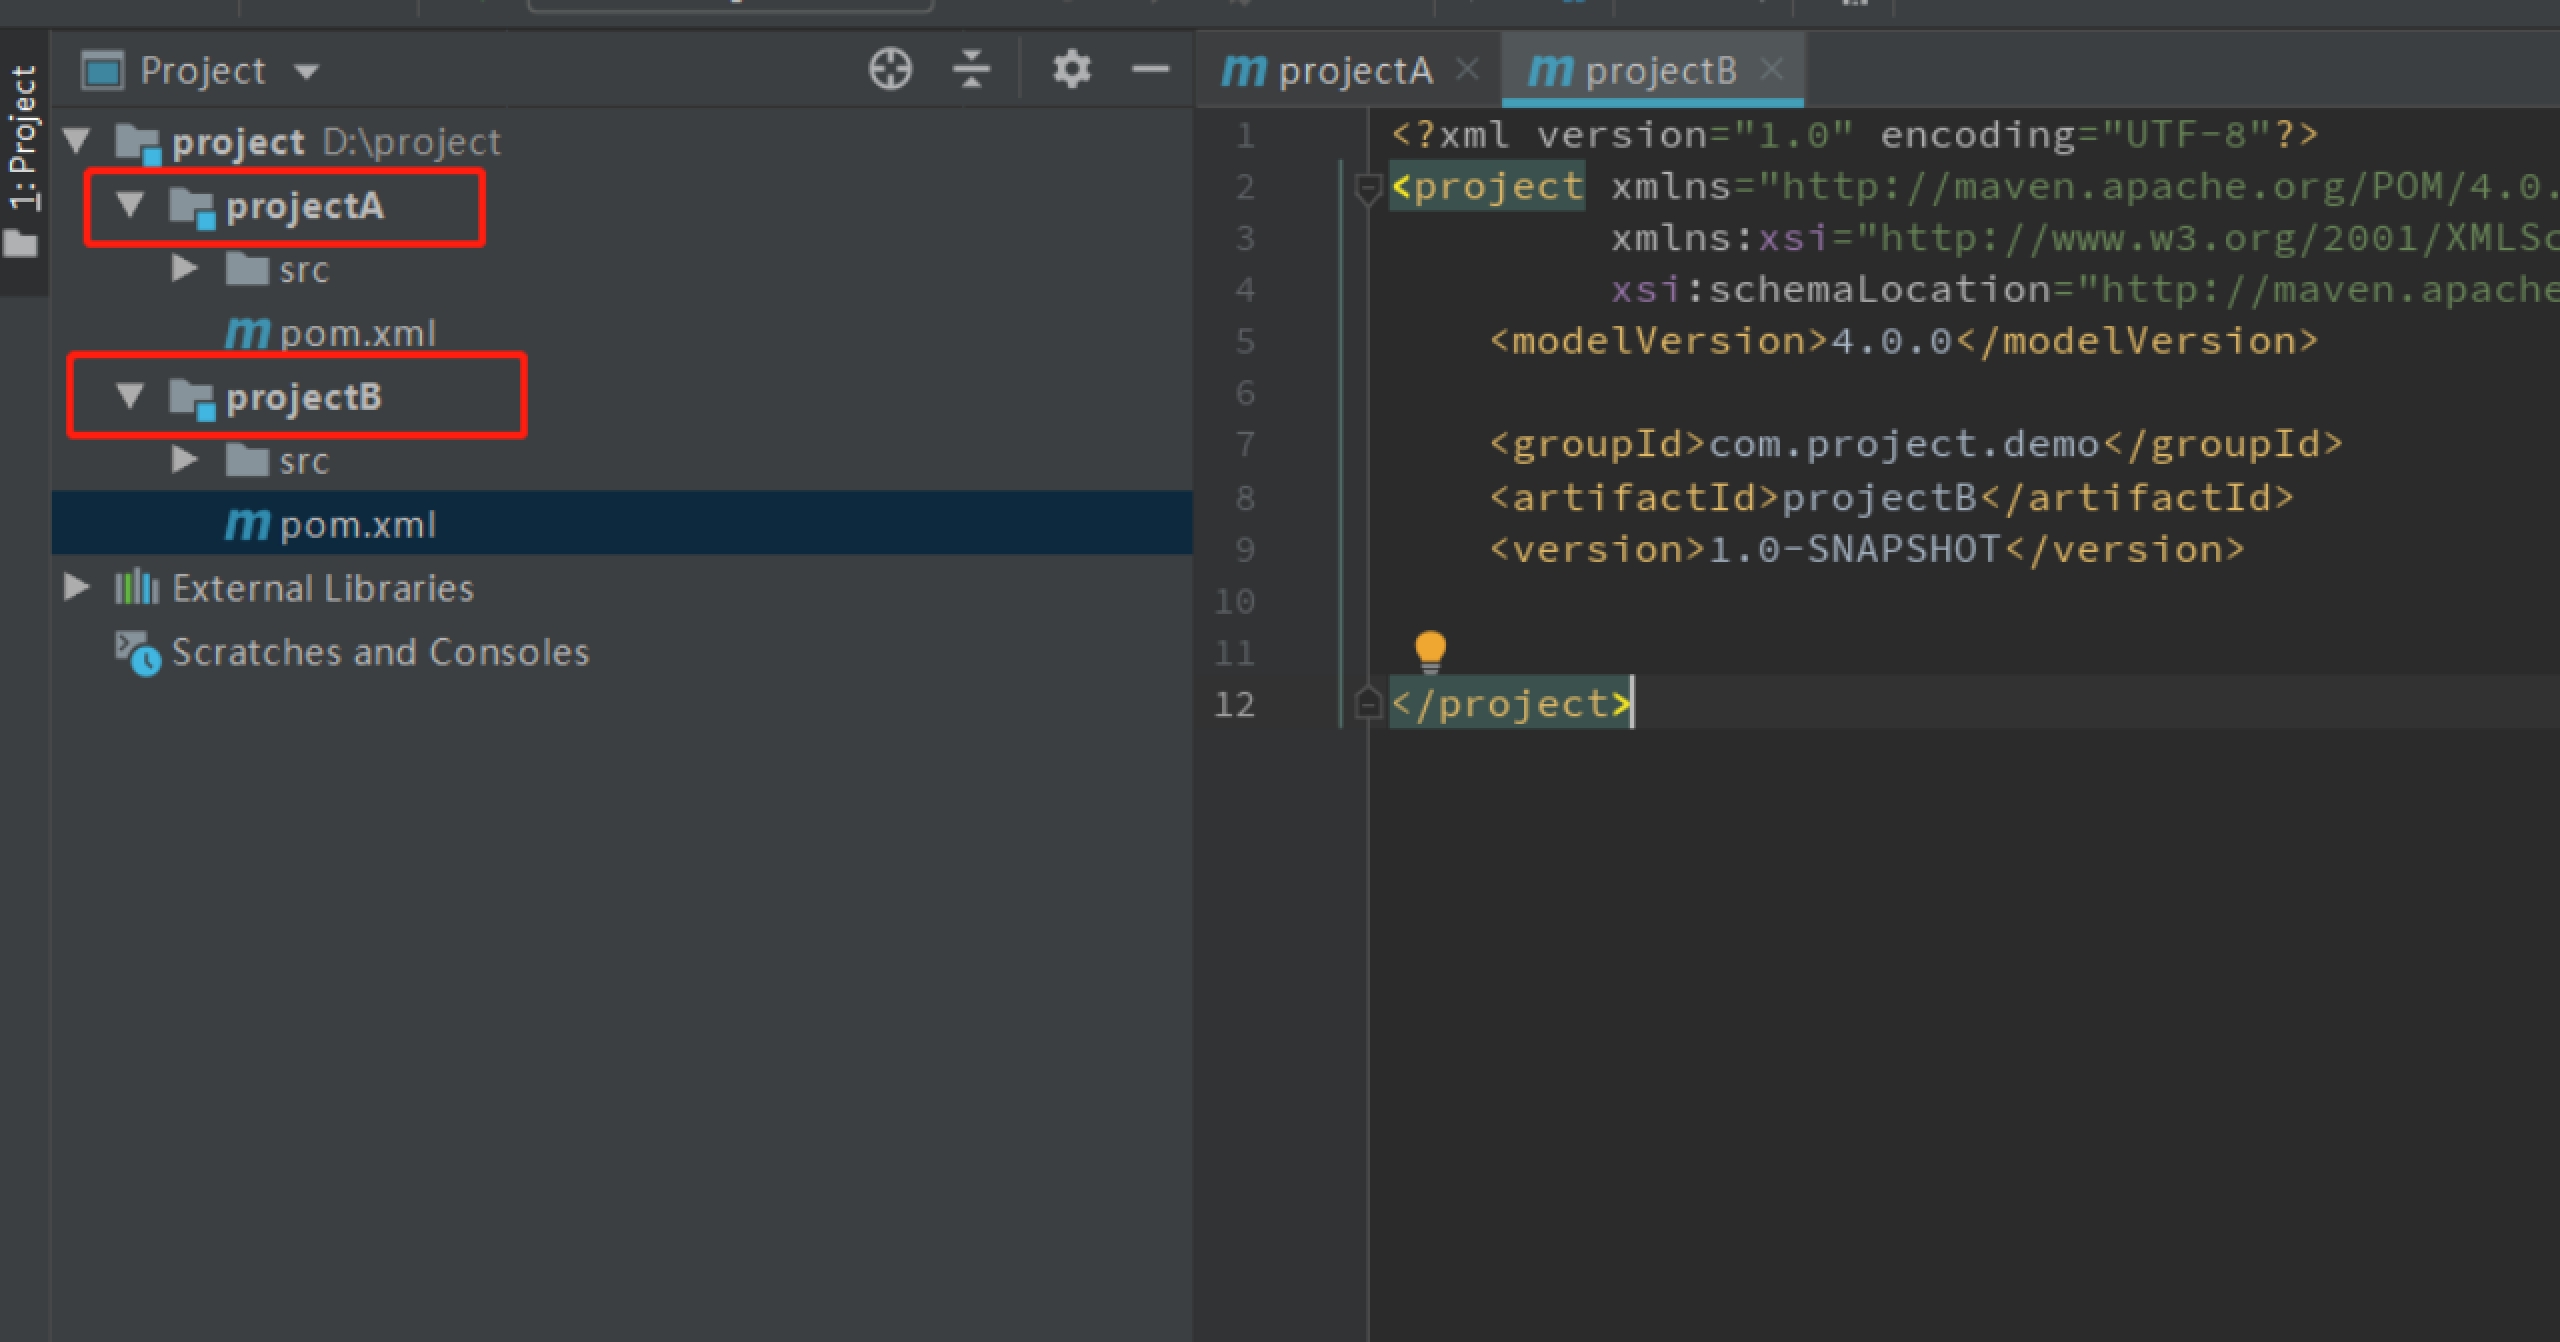 1: Project
Project
project D:\project
projectA
src
pom.xml
projectB
src
pom.xml
External Libraries
Scratches and Consoles
projectA
projectB
1 <?xml version="1.0" encoding="UTF-8"?>
2 <project xmlns="http://maven.apache.org/POM/4.0.
3 xmlns:xsi="http://www.w3.org/2001/XMLSc
4 xsi:schemaLocation="http://maven.apache
5 <modelVersion>4.0.0</modelVersion>
6
7 <groupId>com.project.demo</groupId>
8 <artifactId>projectB</artifactId>
9 <version>1.0-SNAPSHOT</version>
10
11
12 </project>